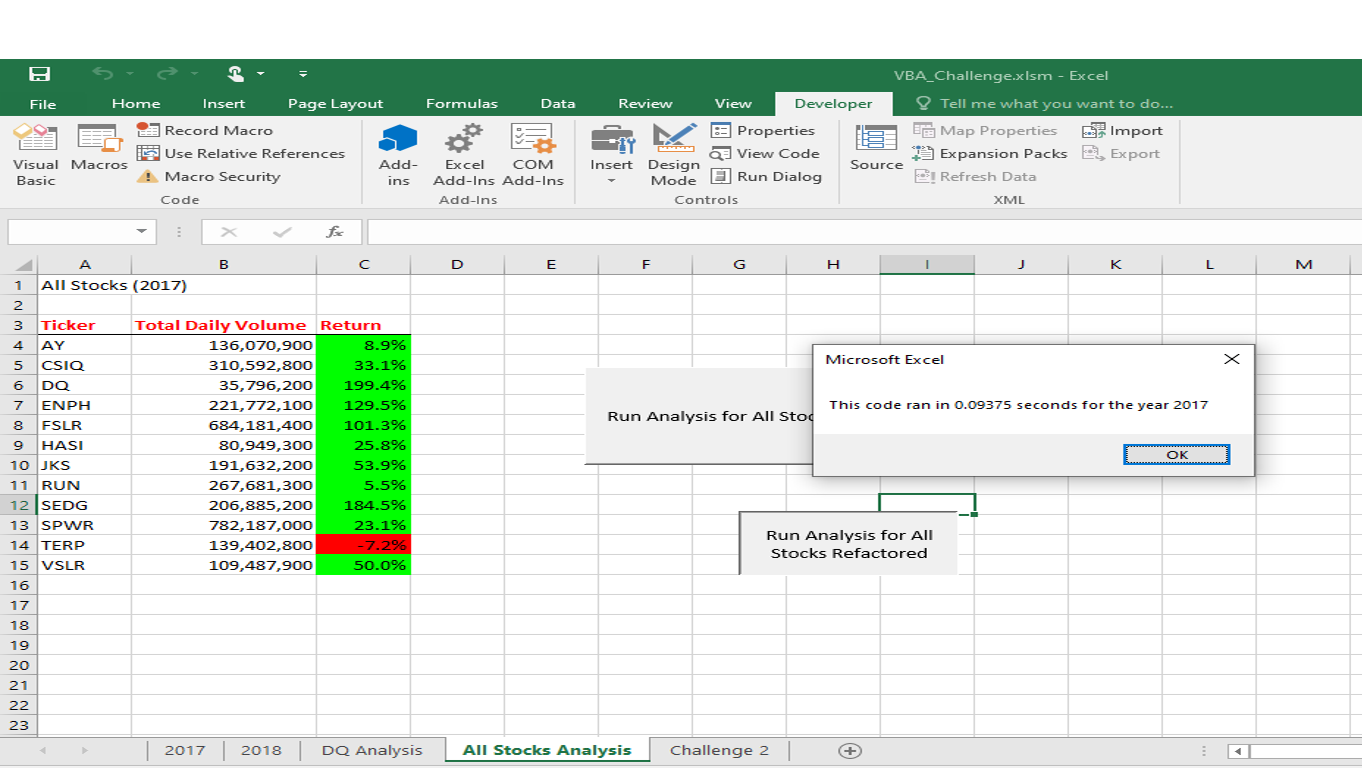 VBA_Challenge.xlsm - Excel
File Home Insert Page Layout Formulas Data Review View Developer Tell me what you want to do...
Visual Basic
Macros
Record Macro
Use Relative References
Macro Security
Code
Add-ins
Excel Add-Ins
COM Add-Ins
Add-Ins
Insert
Design Mode
Properties
View Code
Run Dialog
Controls
Source
Map Properties
Expansion Packs
Refresh Data
Import
Export
XML
fx
A B C D E F G H I J K L M
1 All Stocks (2017)
2
3 Ticker Total Daily Volume Return
4 AY 136,070,900 8.9%
5 CSIQ 310,592,800 33.1%
6 DQ 35,796,200 199.4%
7 ENPH 221,772,100 129.5%
8 FSLR 684,181,400 101.3%
9 HASI 80,949,300 25.8%
10 JKS 191,632,200 53.9%
11 RUN 267,681,300 5.5%
12 SEDG 206,885,200 184.5%
13 SPWR 782,187,000 23.1%
14 TERP 139,402,800 -7.2%
15 VSLR 109,487,900 50.0%
16
17
18
19
20
21
22
23
Run Analysis for All Stoc
Microsoft Excel
This code ran in 0.09375 seconds for the year 2017
OK
Run Analysis for All
Stocks Refactored
2017 2018 DQ Analysis All Stocks Analysis Challenge 2